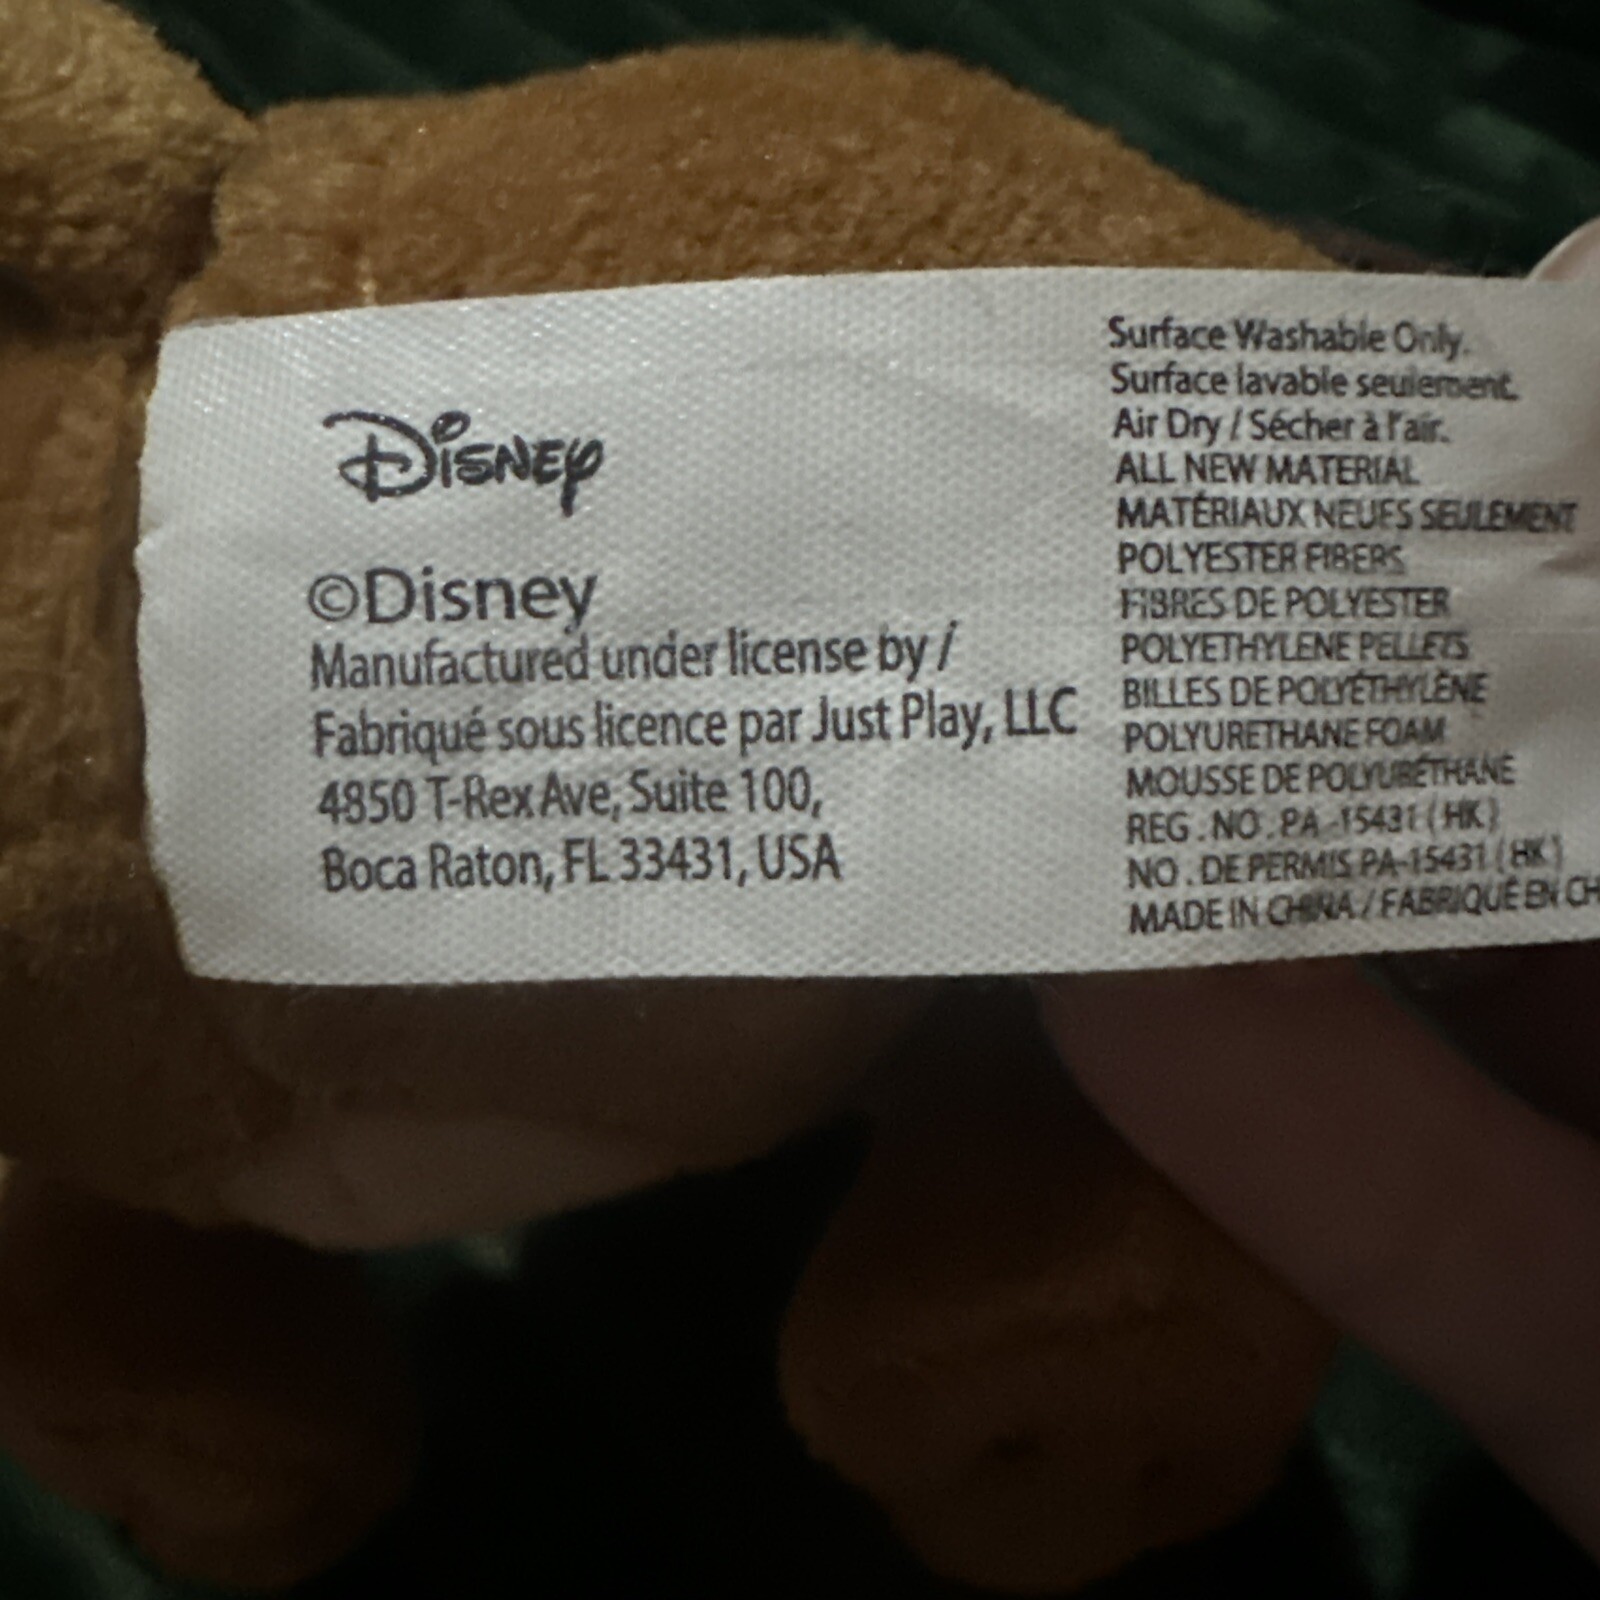 Disney
©Disney
Manufactured under license by /
Fabriqué sous licence par Just Play, LLC
4850 T-Rex Ave, Suite 100,
Boca Raton, FL 33431, USA
Surface Washable Only.
Surface lavable seulement.
Air Dry / Sécher à l'air.
ALL NEW MATERIAL
MATÉRIAUX NEUFS SEULEMENT
POLYESTER FIBERS
FIBRES DE POLYESTER
POLYETHYLENE PELLETS
BILLES DE POLYÉTHYLÈNE
POLYURETHANE FOAM
MOUSSE DE POLYURÉTHANE
REG . NO . PA -15431 ( HK )
NO . DE PERMIS PA-15431 ( HK )
MADE IN CHINA / FABRIQUÉ EN CH